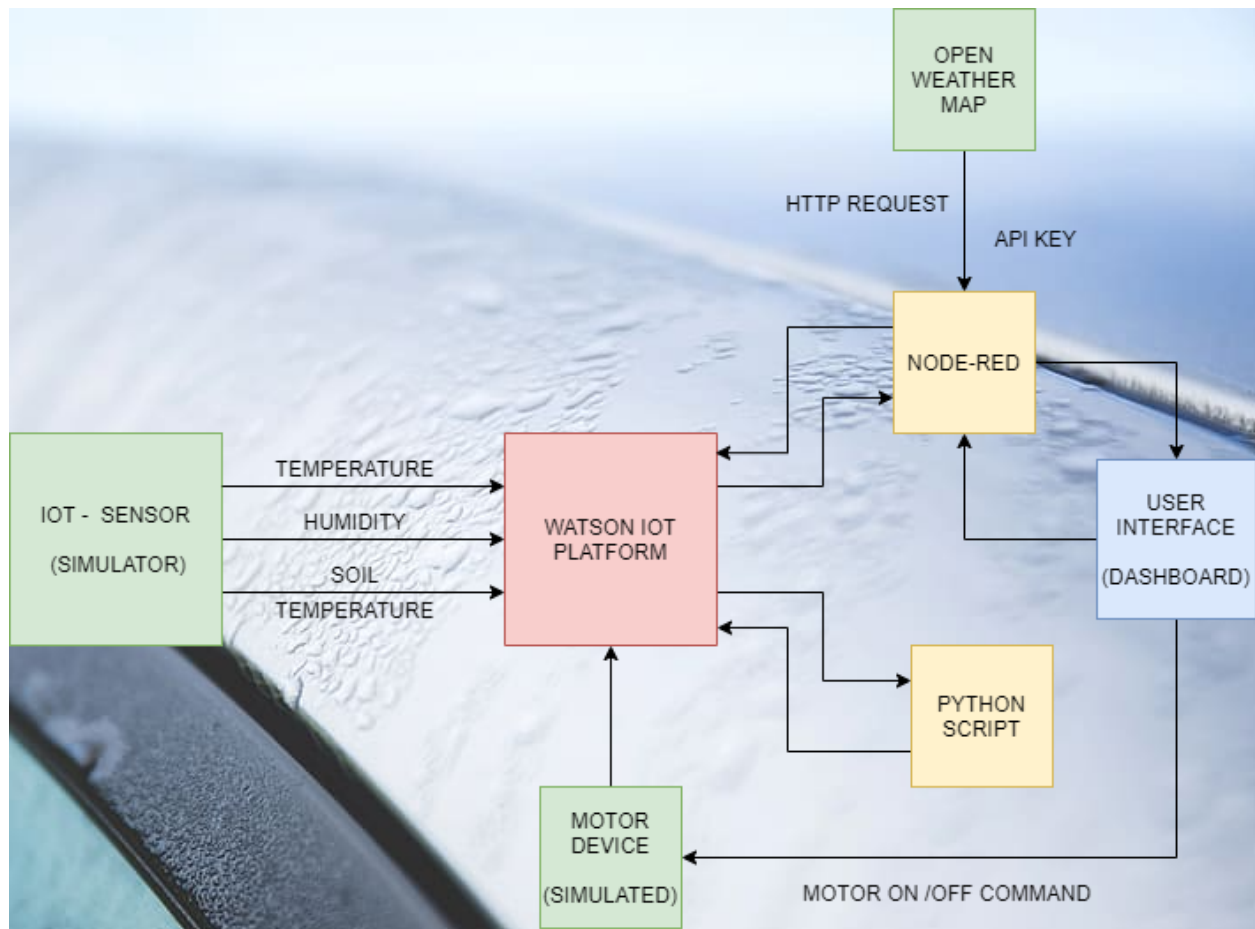 OPEN
WEATHER
MAP
HTTP REQUEST
API KEY
NODE-RED
IOT - SENSOR
(SIMULATOR)
TEMPERATURE
HUMIDITY
SOIL
TEMPERATURE
WATSON IOT
PLATFORM
USER
INTERFACE
(DASHBOARD)
PYTHON
SCRIPT
MOTOR
DEVICE
(SIMULATED)
MOTOR ON /OFF COMMAND